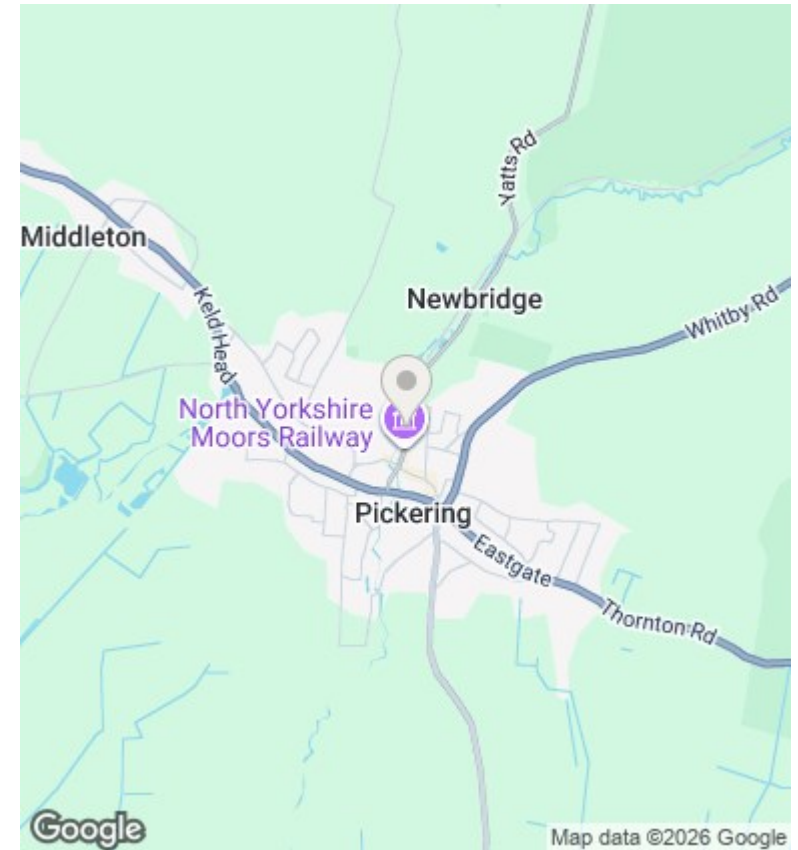 Yatts Rd
Middleton
Newbridge
Whitby Rd
Keld Head
North Yorkshire
Moors Railway
Pickering
Eastgate
Thornton Rd
Google
Map data ©2026 Google